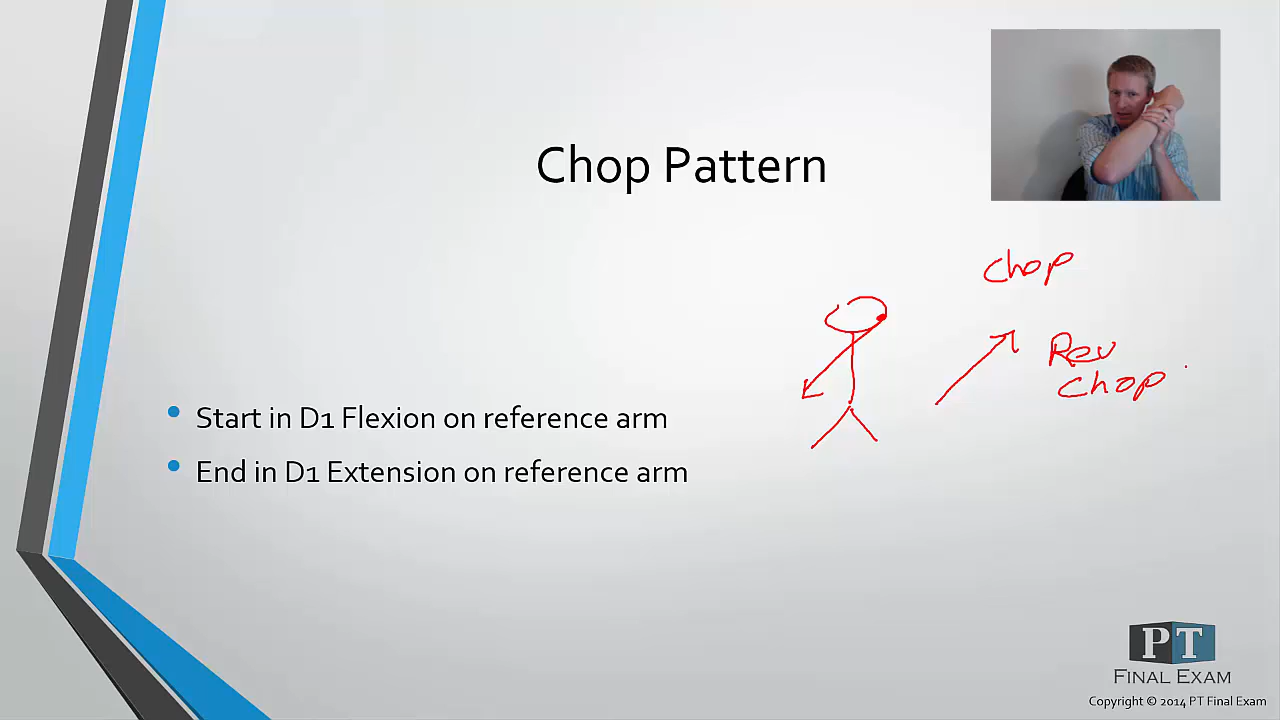 Chop Pattern
Chop
Rev
Chop
Start in D1 Flexion on reference arm
End in D1 Extension on reference arm
PT
FINAL EXAM
Copyright © 2014 PT Final Exam